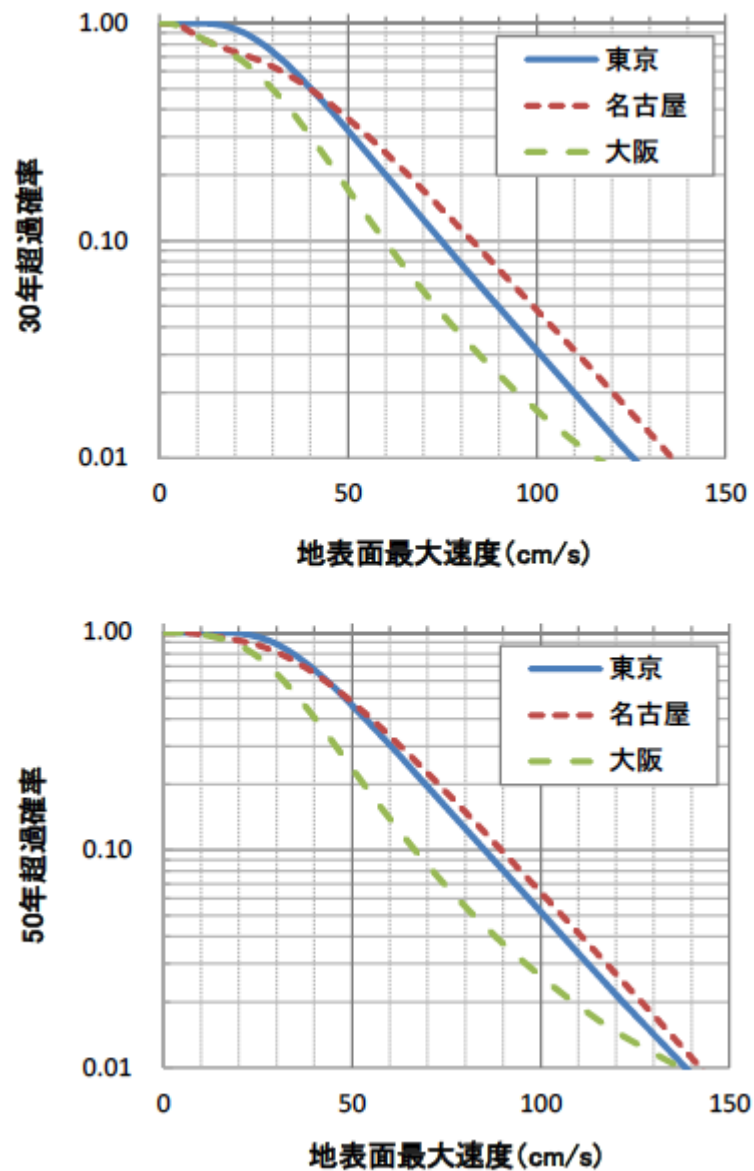 1.00
0.10
0.01
30年超過確率
東京
名古屋
大阪
0
50
100
150
地表面最大速度(cm/s)
1.00
0.10
0.01
50年超過確率
東京
名古屋
大阪
0
50
100
150
地表面最大速度(cm/s)